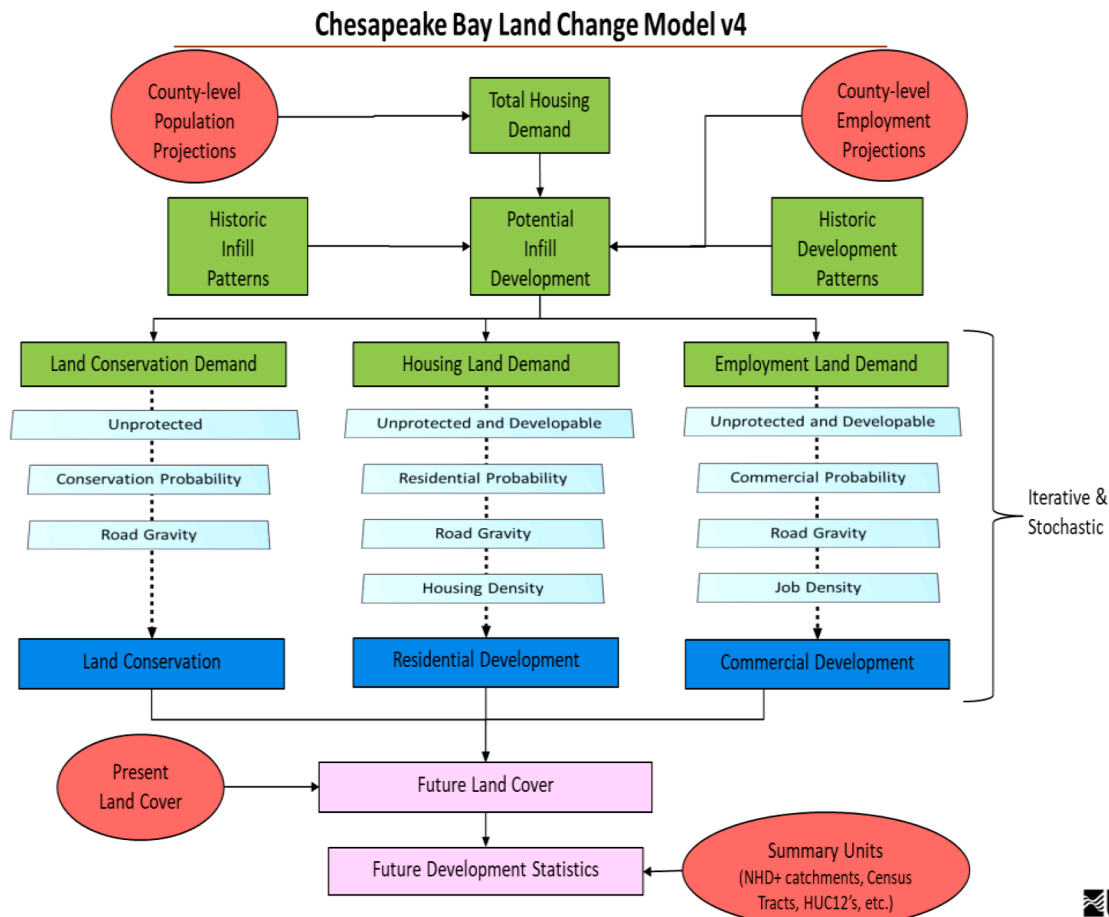 Chesapeake Bay Land Change Model v4
County-level
Population
Projections
Total Housing
Demand
County-level
Employment
Projections
Historic
Infill
Patterns
Potential
Infill
Development
Historic
Development
Patterns
Land Conservation Demand
Housing Land Demand
Employment Land Demand
Unprotected
Unprotected and Developable
Unprotected and Developable
Conservation Probability
Residential Probability
Commercial Probability
Road Gravity
Road Gravity
Road Gravity
Housing Density
Job Density
Iterative &
Stochastic
Land Conservation
Residential Development
Commercial Development
Present
Land Cover
Future Land Cover
Future Development Statistics
Summary Units
(NHD+ catchments, Census
Tracts, HUC12's, etc.)